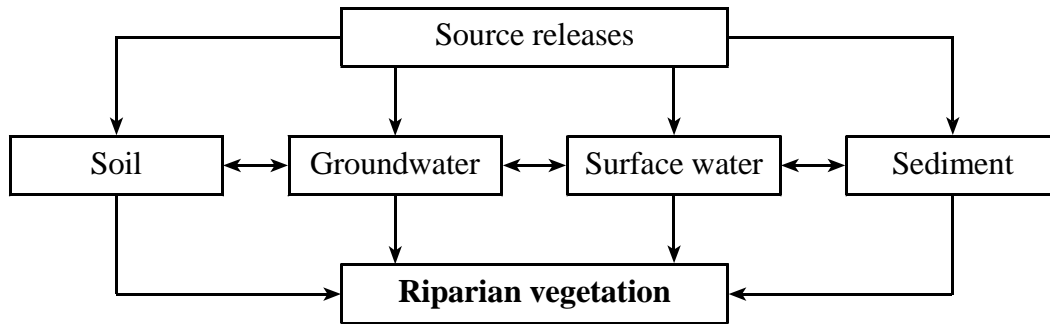 Source releases
Soil
Groundwater
Surface water
Sediment
Riparian vegetation